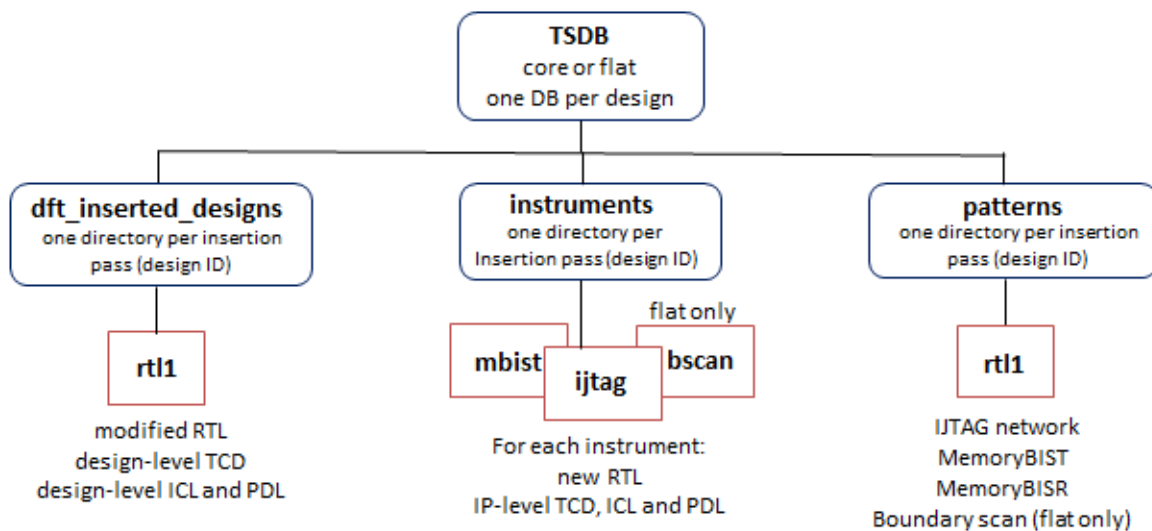 TSDB
core or flat
one DB per design
dft_inserted_designs
one directory per insertion
pass (design ID)
instruments
one directory per
Insertion pass (design ID)
patterns
one directory per insertion
pass (design ID)
rtl1
modified RTL
design-level TCD
design-level ICL and PDL
flat only
mbist
ijtag
bscan
For each instrument:
new RTL
IP-level TCD, ICL and PDL
rtl1
IJTAG network
MemoryBIST
MemoryBISR
Boundary scan (flat only)